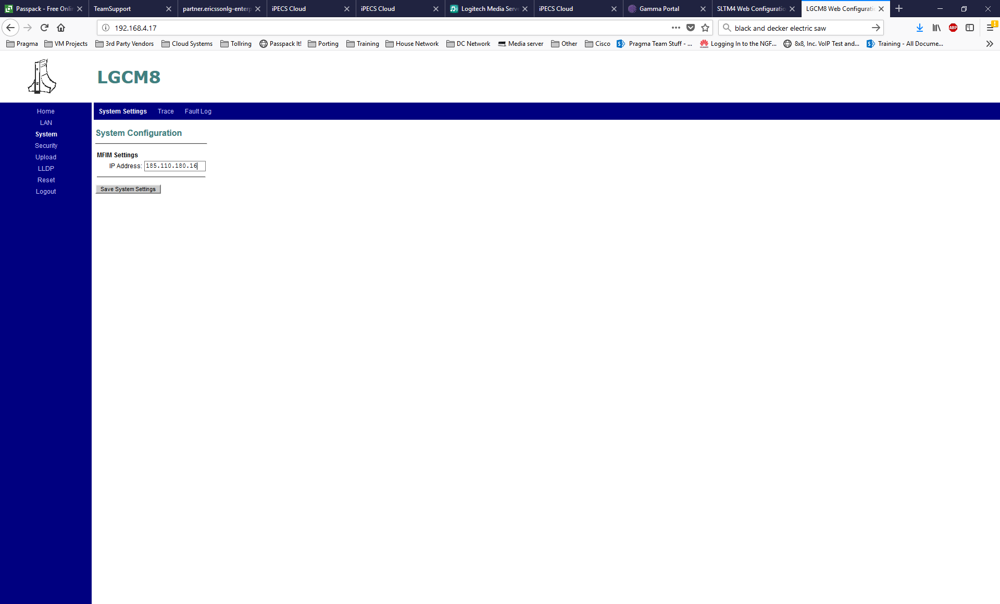 Passpack - Free Onli
TeamSupport
partner.ericssonlg-enterp
iPECS Cloud
iPECS Cloud
Logitech Media Serv
iPECS Cloud
Gamma Portal
SLTM4 Web Configuratio
LGCM8 Web Configurati
192.168.4.17
black and decker electric saw
ABP
Pragma
VM Projects
3rd Party Vendors
Cloud Systems
Tollring
Passpack It!
Porting
Training
House Network
DC Network
Media server
Other
Cisco
Pragma Team Stuff - ...
Logging In to the NGF...
8x8, Inc. VoIP Test and...
Training - All Docume...
LGCM8
Home
LAN
System
Security
Upload
LLDP
Reset
Logout
System Settings
Trace
Fault Log
System Configuration
MFIM Settings
IP Address: 185.110.180.16
Save System Settings